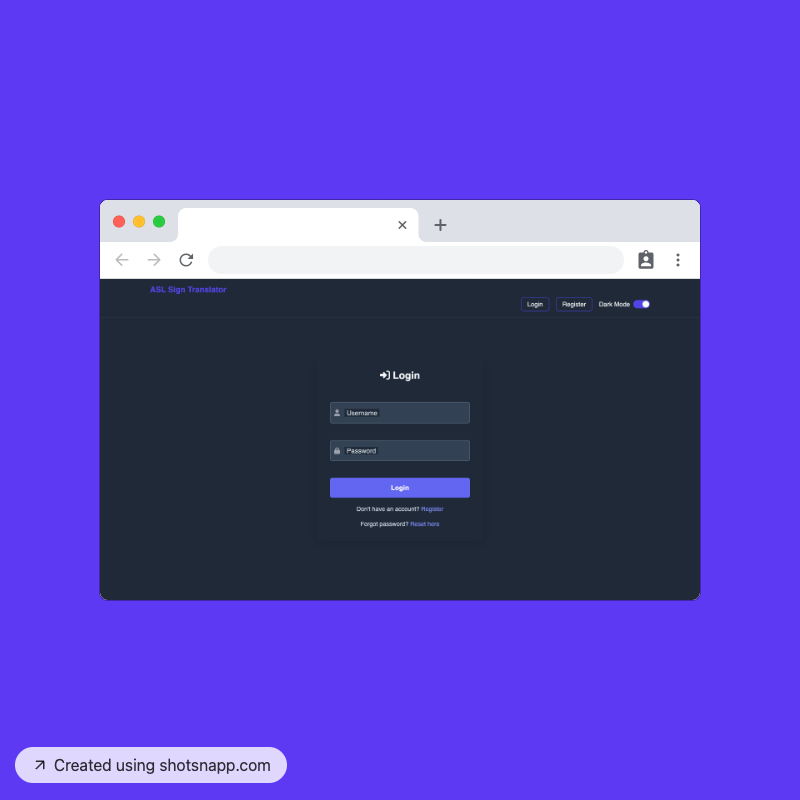 ASL Sign Translator
Login
Register
Dark Mode
Login
Username
Password
Login
Don't have an account? Register
Forgot password? Reset here
Created using shotsnapp.com